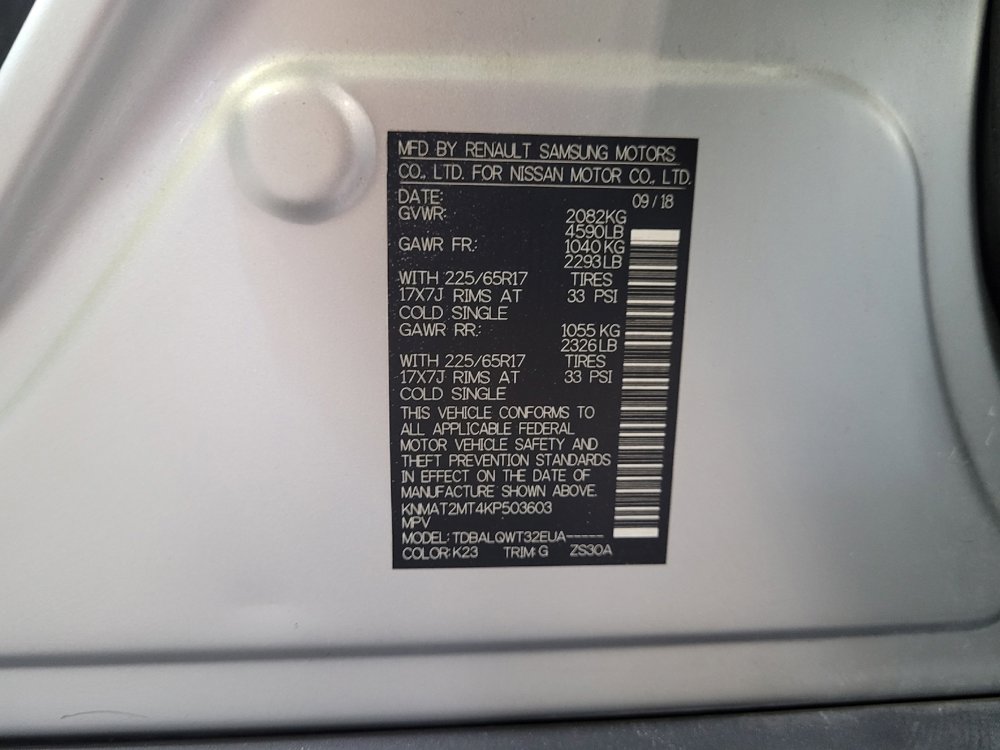 MFD BY RENAULT SAMSUNG MOTORS
CO., LTD. FOR NISSAN MOTOR CO., LTD.
DATE: 09/18
GVWR: 2082KG
4590LB
GAWR FR.: 1040KG
2293LB
WITH 225/65R17 TIRES
17X7J RIMS AT 33 PSI
COLD SINGLE
GAWR RR.: 1055KG
2326LB
WITH 225/65R17 TIRES
17X7J RIMS AT 33 PSI
COLD SINGLE
THIS VEHICLE CONFORMS TO
ALL APPLICABLE FEDERAL
MOTOR VEHICLE SAFETY AND
THEFT PREVENTION STANDARDS
IN EFFECT ON THE DATE OF
MANUFACTURE SHOWN ABOVE.
KNMAT2MT4KP503603
MPV
MODEL: TDBALQWT32EUA-----
COLOR:K23 TRIM:G ZS30A